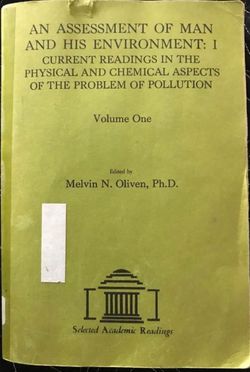 AN ASSESSMENT OF MAN
AND HIS ENVIRONMENT: I
CURRENT READINGS IN THE
PHYSICAL AND CHEMICAL ASPECTS
OF THE PROBLEM OF POLLUTION
Volume One
Edited by
Melvin N. Oliven, Ph.D.
Selected Academic Readings